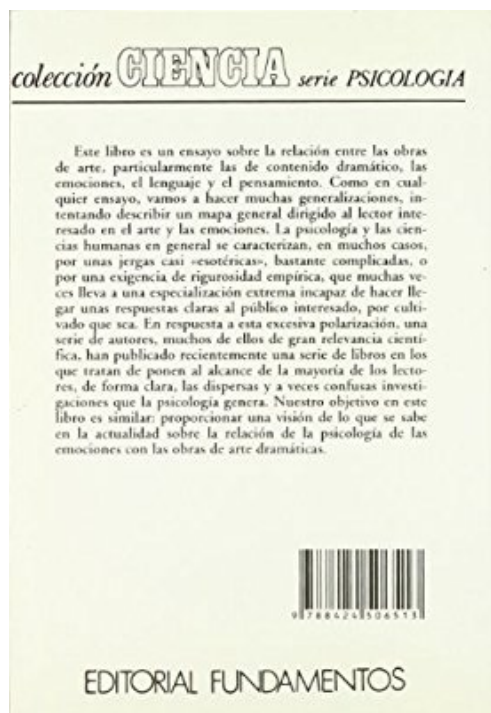 colección CIENCIA serie PSICOLOGIA
Este libro es un ensayo sobre la relación entre las obras
de arte, particularmente las de contenido dramático, las
emociones, el lenguaje y el pensamiento. Como en cual-
quier ensayo, vamos a hacer muchas generalizaciones, in-
tentando describir un mapa general dirigido al lector inte-
resado en el arte y las emociones. La psicología y las cien-
cias humanas en general se caracterizan, en muchos casos,
por unas jergas casi «esotéricas», bastante complicadas, o
por una exigencia de rigurosidad empírica, que muchas ve-
ces lleva a una especialización extrema incapaz de hacer lle-
gar unas respuestas claras al público interesado, por culti-
vado que sea. En respuesta a esta excesiva polarización, una
serie de autores, muchos de ellos de gran relevancia cientí-
fica, han publicado recientemente una serie de libros en los
que tratan de ponen al alcance de la mayoría de los lecto-
res, de forma clara, las dispersas y a veces confusas investi-
gaciones que la psicología genera. Nuestro objetivo en este
libro es similar: proporcionar una visión de lo que se sabe
en la actualidad sobre la relación de la psicología de las
emociones con las obras de arte dramáticas.
9 788424 506513
EDITORIAL FUNDAMENTOS